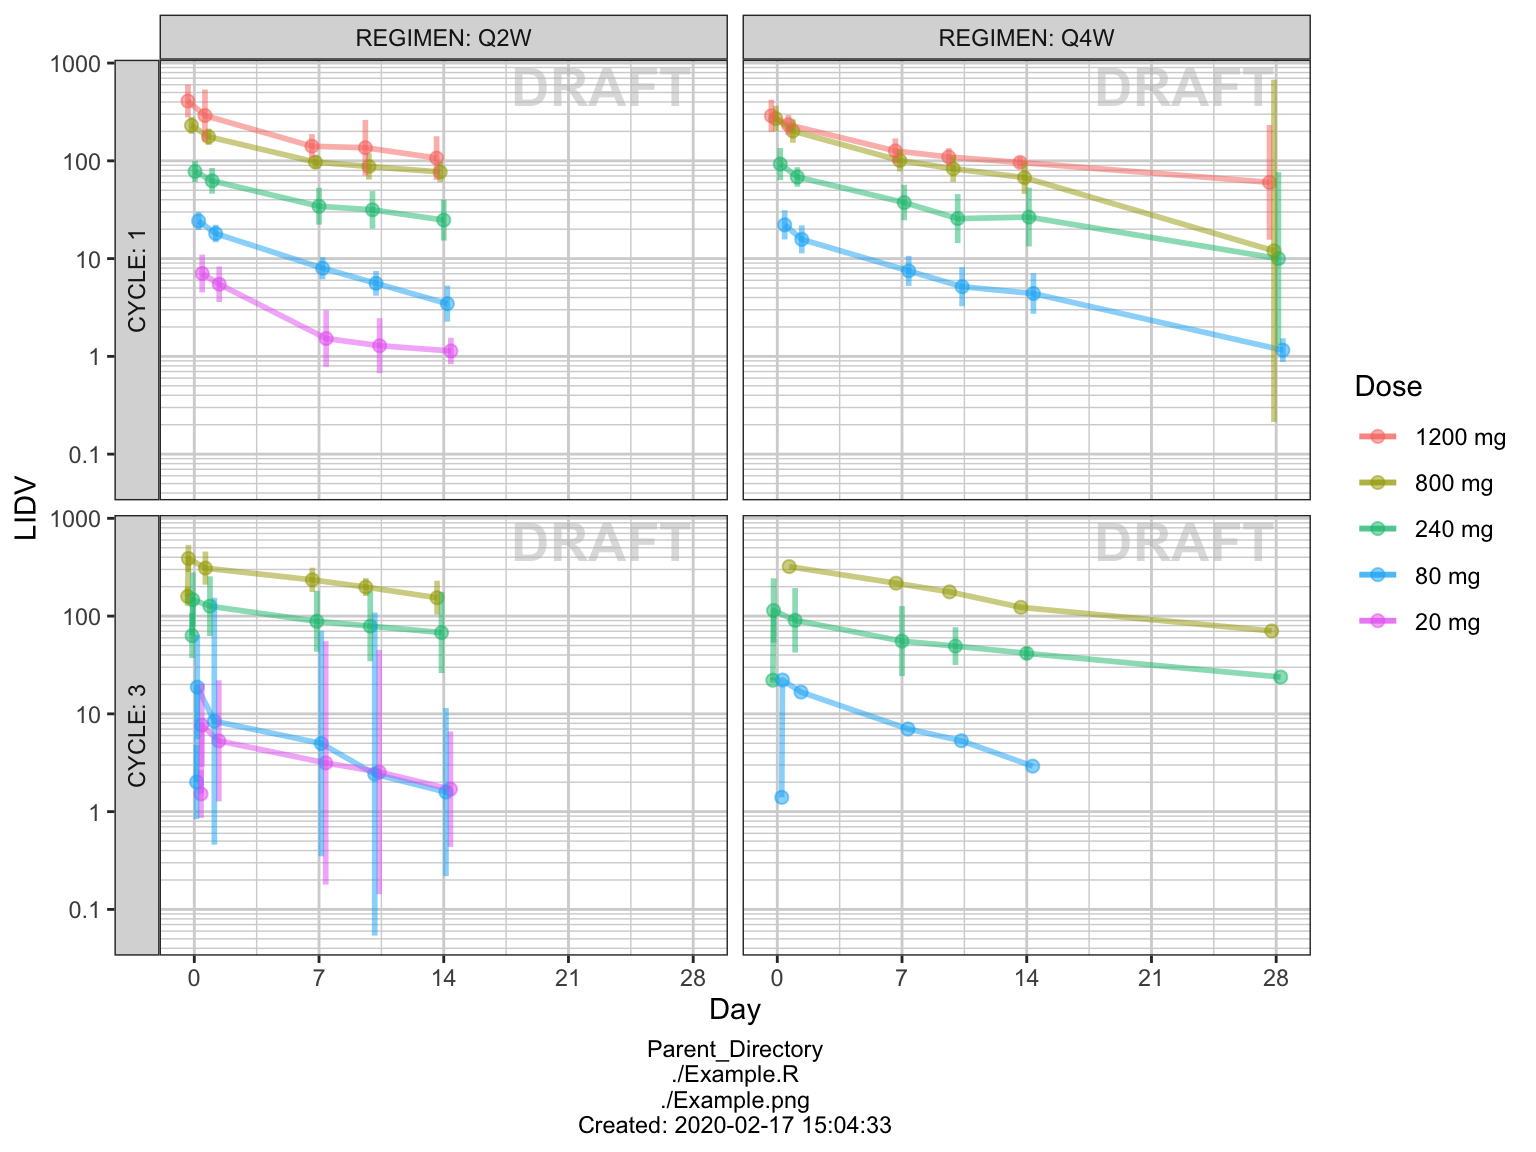 REGIMEN: Q2W
REGIMEN: Q4W
DRAFT
DRAFT
1000
100
10
1
0.1
CYCLE: 1
LIDV
DRAFT
DRAFT
1000
100
10
1
0.1
CYCLE: 3
0 7 14 21 28
0 7 14 21 28
Day
Dose
1200 mg
800 mg
240 mg
80 mg
20 mg
Parent_Directory
./Example.R
./Example.png
Created: 2020-02-17 15:04:33